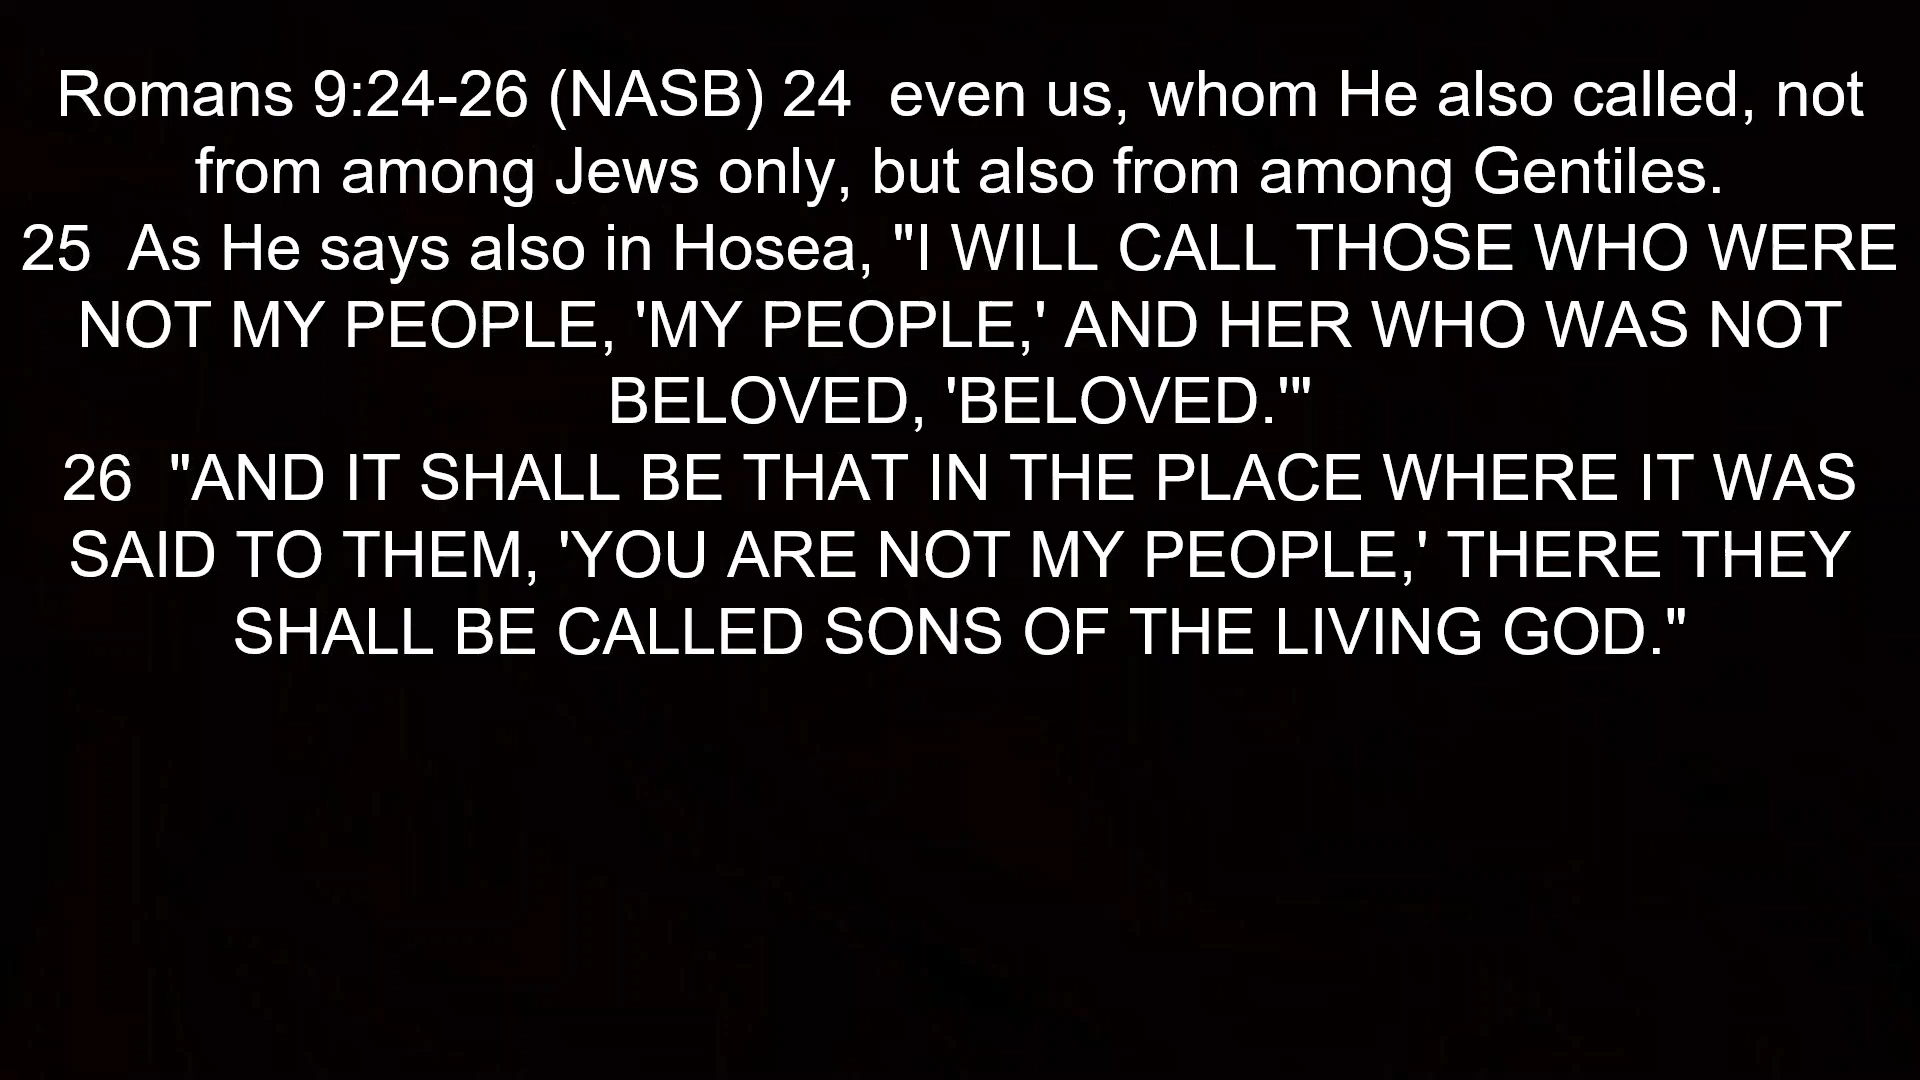 Romans 9:24-26 (NASB) 24  even us, whom He also called, not
from among Jews only, but also from among Gentiles.
25  As He says also in Hosea, "I WILL CALL THOSE WHO WERE
NOT MY PEOPLE, 'MY PEOPLE,' AND HER WHO WAS NOT
BELOVED, 'BELOVED.'"
26  "AND IT SHALL BE THAT IN THE PLACE WHERE IT WAS
SAID TO THEM, 'YOU ARE NOT MY PEOPLE,' THERE THEY
SHALL BE CALLED SONS OF THE LIVING GOD."